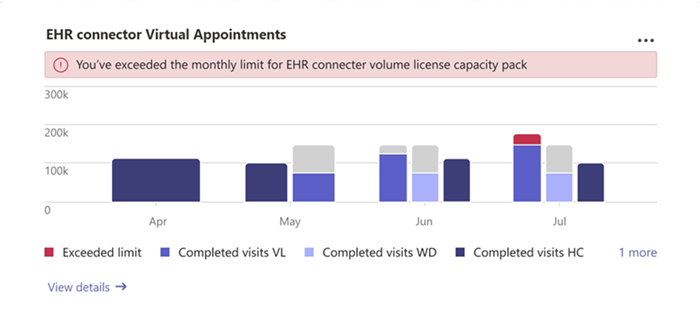 EHR connector Virtual Appointments
You've exceeded the monthly limit for EHR connecter volume license capacity pack
300k
200k
100k
0
Apr May Jun Jul
Exceeded limit Completed visits VL Completed visits WD Completed visits HC 1 more
View details